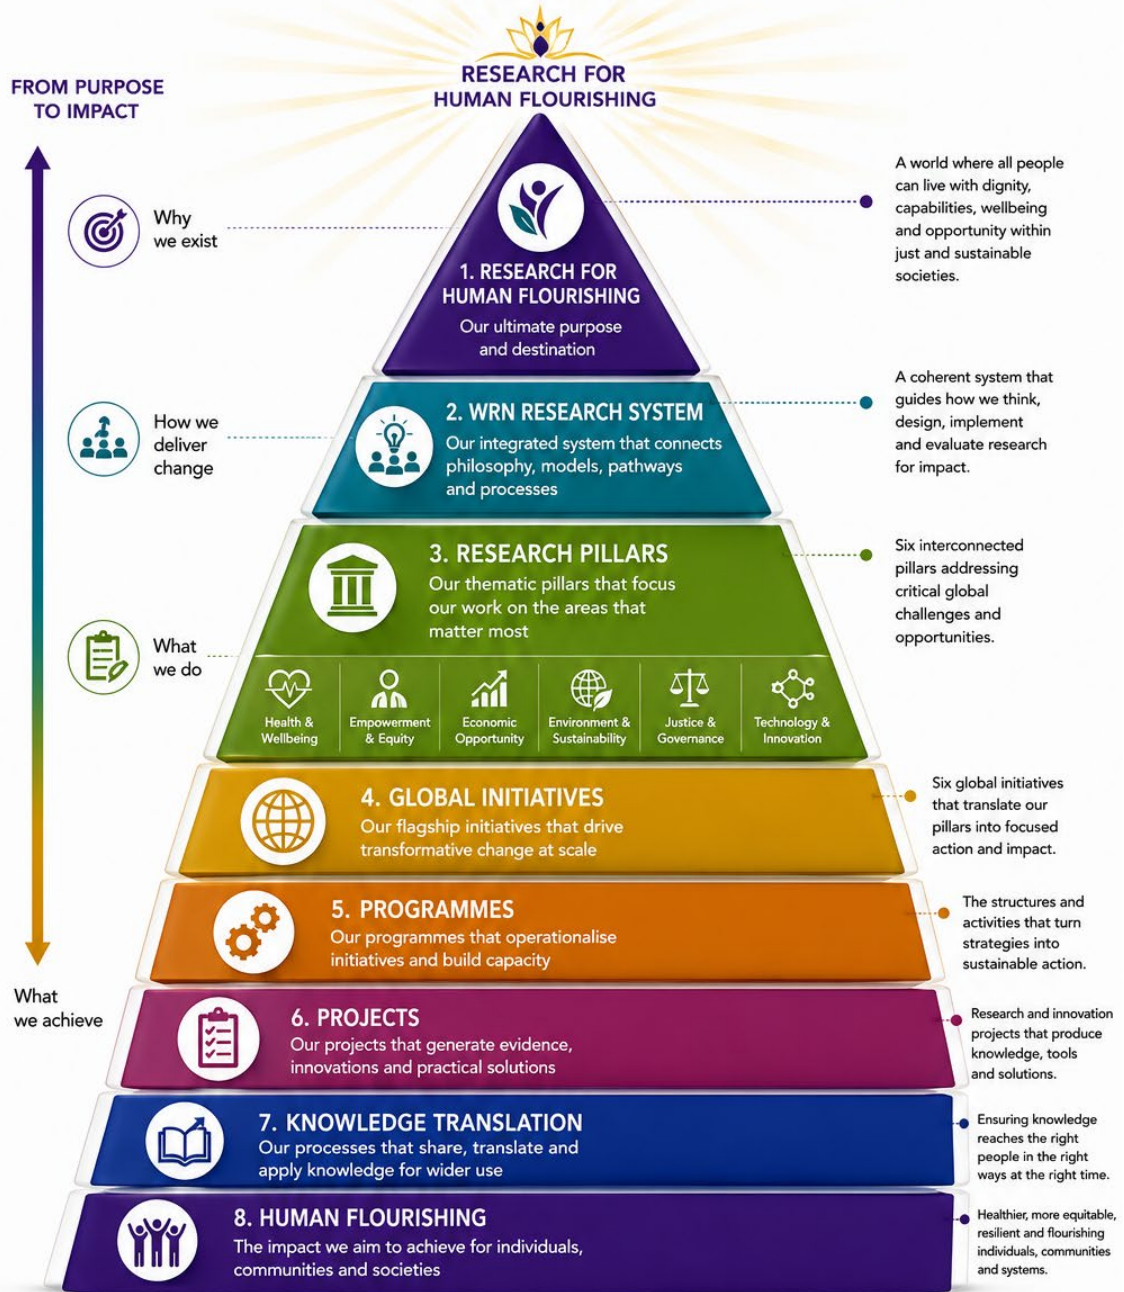 RESEARCH FOR
HUMAN FLOURISHING
FROM PURPOSE
TO IMPACT
Why
we exist
1. RESEARCH FOR
HUMAN FLOURISHING
Our ultimate purpose
and destination
A world where all people
can live with dignity,
capabilities, wellbeing
and opportunity within
just and sustainable
societies.
How we
deliver
change
2. WRN RESEARCH SYSTEM
Our integrated system that connects
philosophy, models, pathways
and processes
A coherent system that
guides how we think,
design, implement
and evaluate research
for impact.
What
we do
3. RESEARCH PILLARS
Our thematic pillars that focus
our work on the areas that
matter most
Six interconnected
pillars addressing
critical global
challenges and
opportunities.
Health &
Wellbeing
Empowerment
& Equity
Economic
Opportunity
Environment &
Sustainability
Justice &
Governance
Technology &
Innovation
4. GLOBAL INITIATIVES
Our flagship initiatives that drive
transformative change at scale
Six global initiatives
that translate our
pillars into focused
action and impact.
5. PROGRAMMES
Our programmes that operationalise
initiatives and build capacity
The structures and
activities that turn
strategies into
sustainable action.
What
we achieve
6. PROJECTS
Our projects that generate evidence,
innovations and practical solutions
Research and innovation
projects that produce
knowledge, tools
and solutions.
7. KNOWLEDGE TRANSLATION
Our processes that share, translate and
apply knowledge for wider use
Ensuring knowledge
reaches the right
people in the right
ways at the right time.
8. HUMAN FLOURISHING
The impact we aim to achieve for individuals,
communities and societies
Healthier, more equitable,
resilient and flourishing
individuals, communities
and systems.